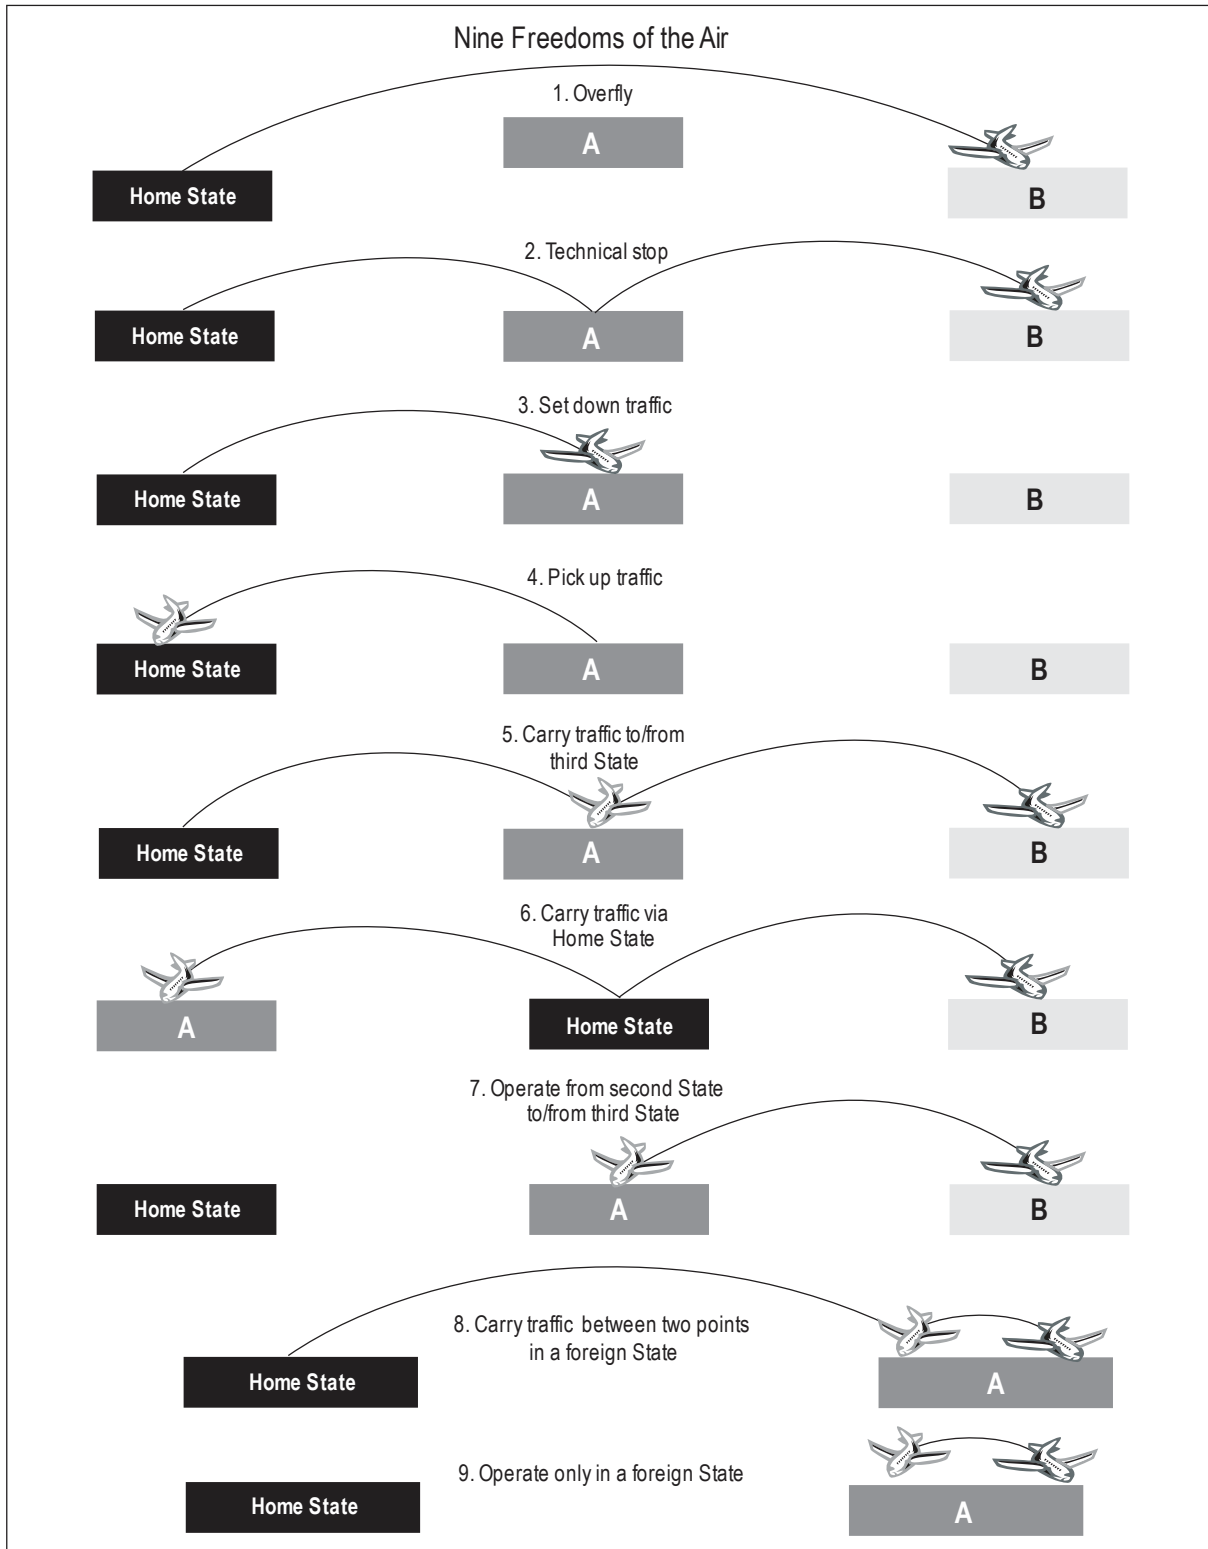 Nine Freedoms of the Air
1. Overfly
A
Home State
B
2. Technical stop
Home State
A
B
3. Set down traffic
Home State
A
B
4. Pick up traffic
Home State
A
B
5. Carry traffic to/from
third State
Home State
A
B
6. Carry traffic via
Home State
A
Home State
B
7. Operate from second State
to/from third State
Home State
A
B
8. Carry traffic between two points
in a foreign State
Home State
A
9. Operate only in a foreign State
Home State
A